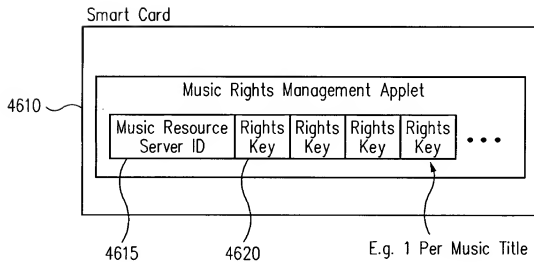 Smart Card
4610
Music Rights Management Applet
Music Resource Server ID
Rights Key
Rights Key
Rights Key
Rights Key
•••
4615
4620
E.g. 1 Per Music Title